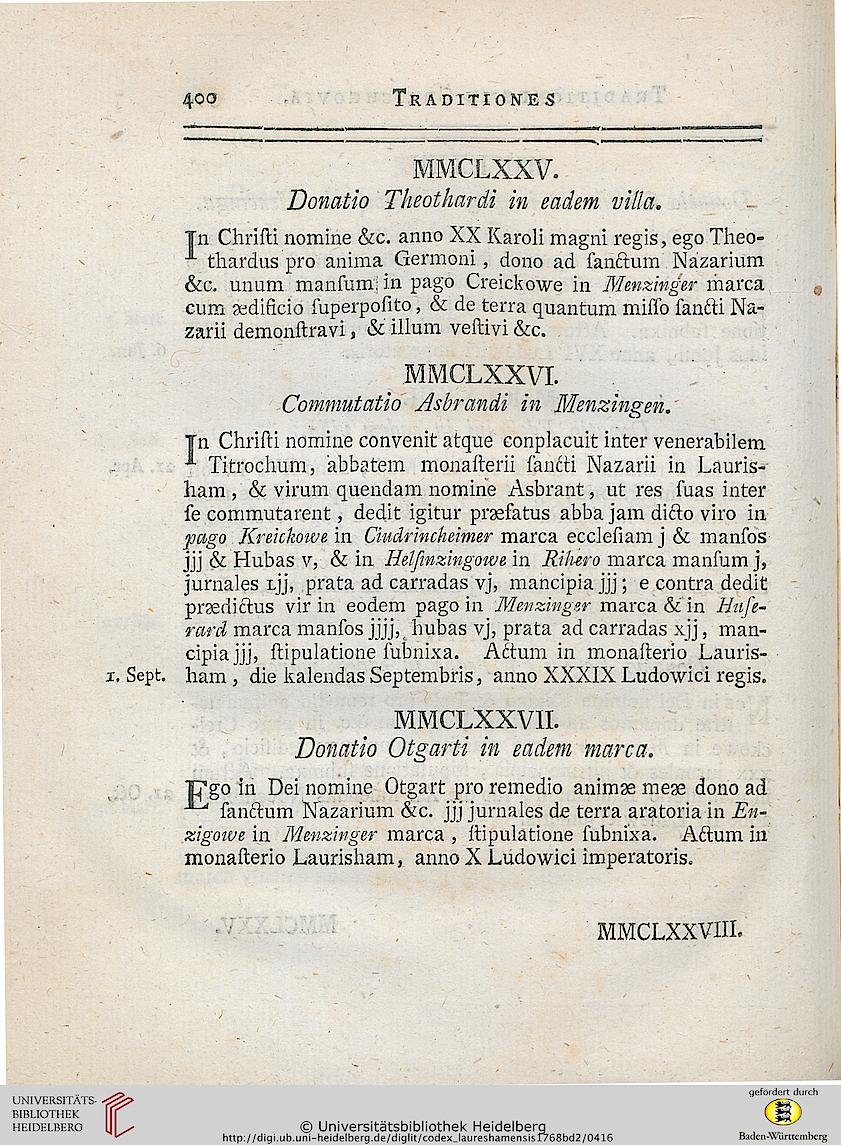 400 TRADITIONES
MMCLXXV.
Donatio Theothardi in eadem villa.
In Chriſti nomine &c. anno XX Karoli magni regis, ego Theo-
thardus pro anima Germoni , dono ad ſanctum Nazarium
&c. unum manſum in pago Creickowe in Menzinger marca
cum ædificio ſuperpoſito , & de terra quantum miſſo ſancti Na-
zarii demonſtravi , & illum veſtivi &c.
MMCLXXVI.
Commutatio Asbrandi in Menzingen.
In Chriſti nomine convenit atque conplacuit inter venerabilem
Titrochum, abbatem monaſterii ſancti Nazarii in Lauris-
ham , & virum quendam nomine Asbrant, ut res ſuas inter
ſe commutarent , dedit igitur præfatus abba jam dicto viro in
pago Kreickowe in Ciudrincheimer marca eccleſiam j & manſos
jjj & Hubas v, & in Helſinzingowe in Rihero marca manſum j,
jurnales Ljj, prata ad carradas vj, mancipia jjj; e contra dedit
prædictus vir in eodem pago in Menzinger marca & in Huſe-
rard marca manſos jjjj, hubas vj, prata ad carradas xjj, man-
cipia jjj, ſtipulatione ſubnixa. Actum in monaſterio Lauris-
1. Sept. ham , die kalendas Septembris, anno XXXIX Ludowici regis.
MMCLXXVII.
Donatio Otgarti in eadem marca.
Ego in Dei nomine Otgart pro remedio animæ meæ dono ad
ſanctum Nazarium &c. jjj jurnales de terra aratoria in En-
zigowe in Menzinger marca , ſtipulatione ſubnixa. Actum in
monaſterio Laurisham, anno X Ludowici imperatoris.
MMCLXXVIII.
UNIVERSITÄTS-
BIBLIOTHEK
HEIDELBERG
© Universitätsbibliothek Heidelberg
http://digi.ub.uni-heidelberg.de/diglit/codex_laureshamensis1768bd2/0416
gefördert durch
Baden-Württemberg